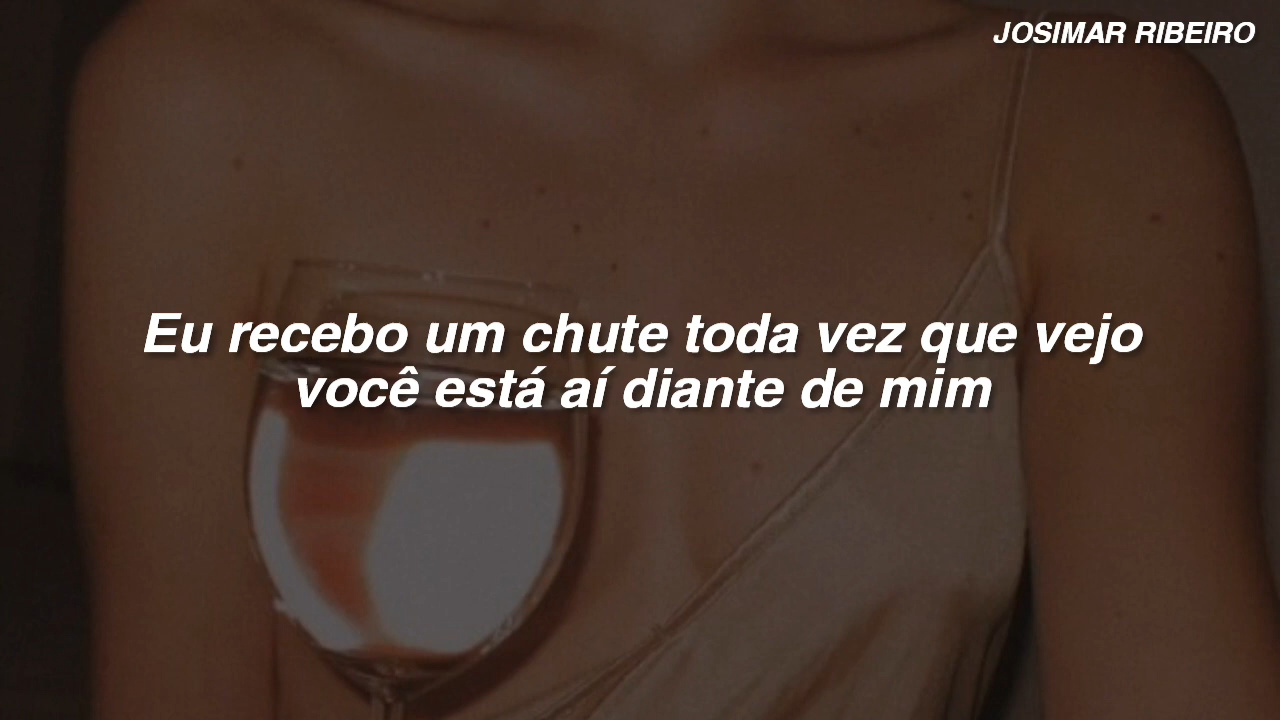 JOSIMAR RIBEIRO
Eu recebo um chute toda vez que vejo
você está aí diante de mim